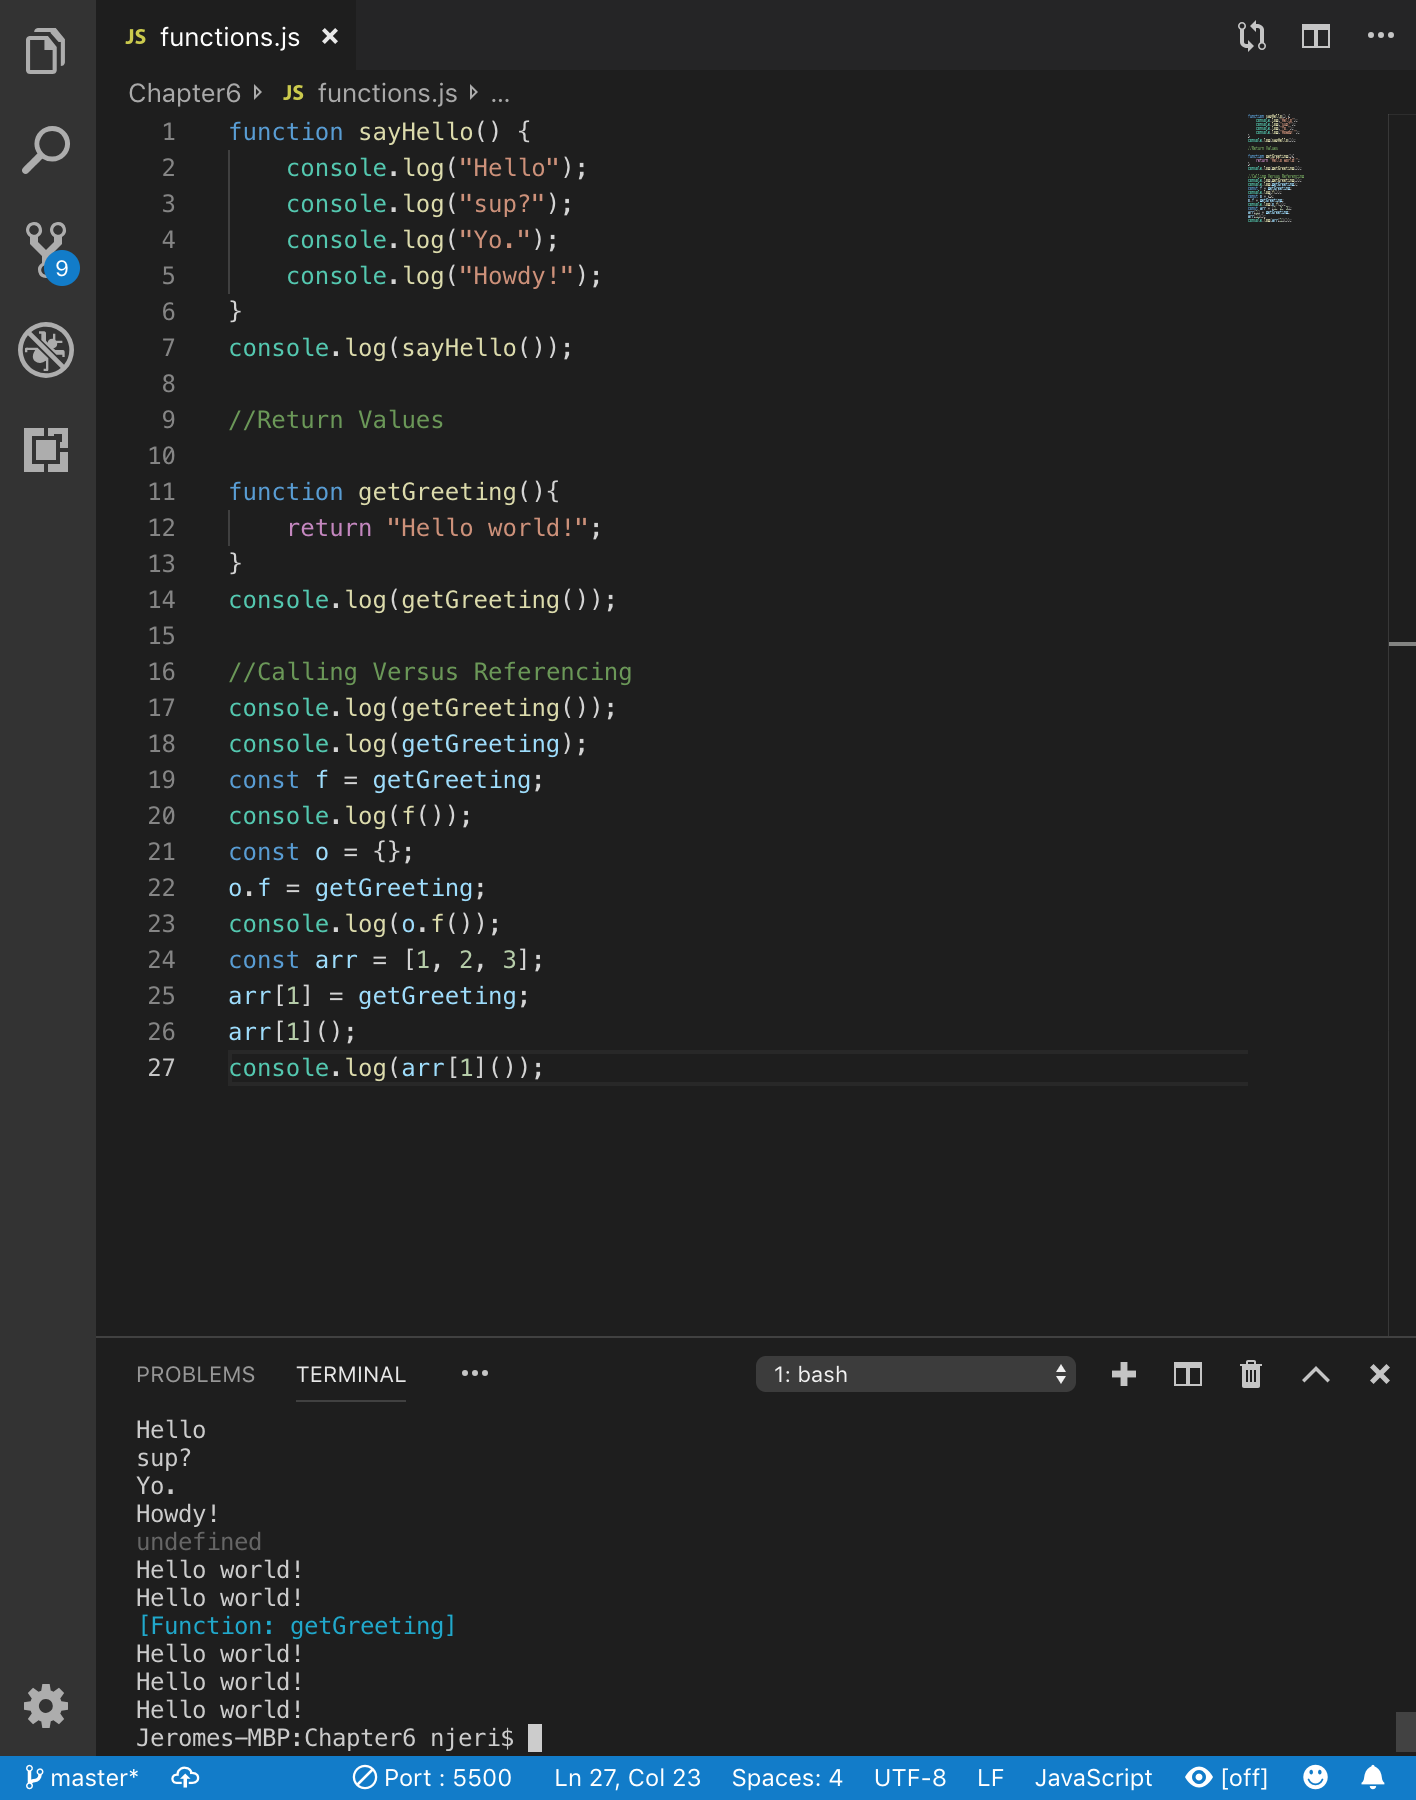 JS functions.js ×
Chapter6 JS functions.js ...
1 function sayHello() {
2     console.log("Hello");
3     console.log("sup?");
4     console.log("Yo.");
5     console.log("Howdy!");
6 }
7 console.log(sayHello());
8
9 //Return Values
10
11 function getGreeting(){
12     return "Hello world!";
13 }
14 console.log(getGreeting());
15
16 //Calling Versus Referencing
17 console.log(getGreeting());
18 console.log(getGreeting);
19 const f = getGreeting;
20 console.log(f());
21 const o = {};
22 o.f = getGreeting;
23 console.log(o.f());
24 const arr = [1, 2, 3];
25 arr[1] = getGreeting;
26 arr[1]();
27 console.log(arr[1]());
9
PROBLEMS TERMINAL ... 1: bash
Hello
sup?
Yo.
Howdy!
undefined
Hello world!
Hello world!
[Function: getGreeting]
Hello world!
Hello world!
Hello world!
Jeromes-MBP:Chapter6 njeri$
master* Port : 5500 Ln 27, Col 23 Spaces: 4 UTF-8 LF JavaScript [off]